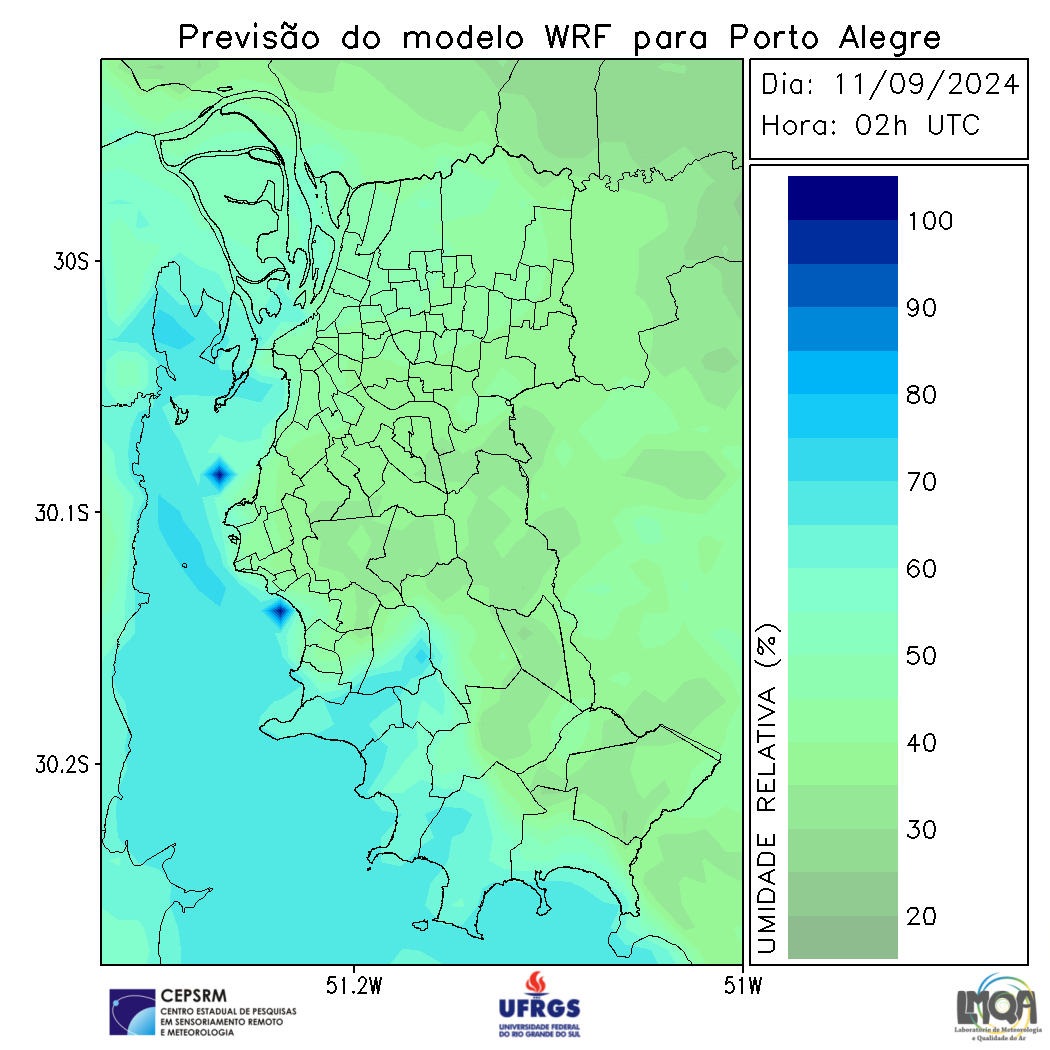 Previsão do modelo WRF para Porto Alegre
Dia: 11/09/2024
Hora: 02h UTC
30S
30.1S
30.2S
51.2W
51W
100
90
80
70
60
50
40
30
20
UMIDADE RELATIVA (%)
CEPSRM
CENTRO ESTADUAL DE PESQUISAS
EM SENSORIAMENTO REMOTO
E METEOROLOGIA
UFRGS
UNIVERSIDADE FEDERAL
DO RIO GRANDE DO SUL
LMQA
Laboratório de Meteorologia
e Qualidade do Ar